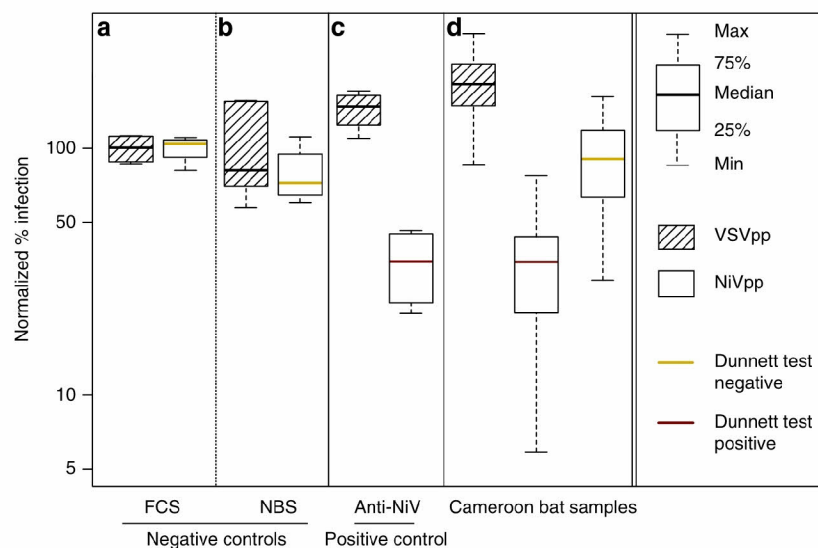 a b c d
Normalized % infection
100
50
10
5
FCS NBS Anti-NiV Cameroon bat samples
Negative controls Positive control
Max
75%
Median
25%
Min
VSVpp
NiVpp
Dunnett test
negative
Dunnett test
positive